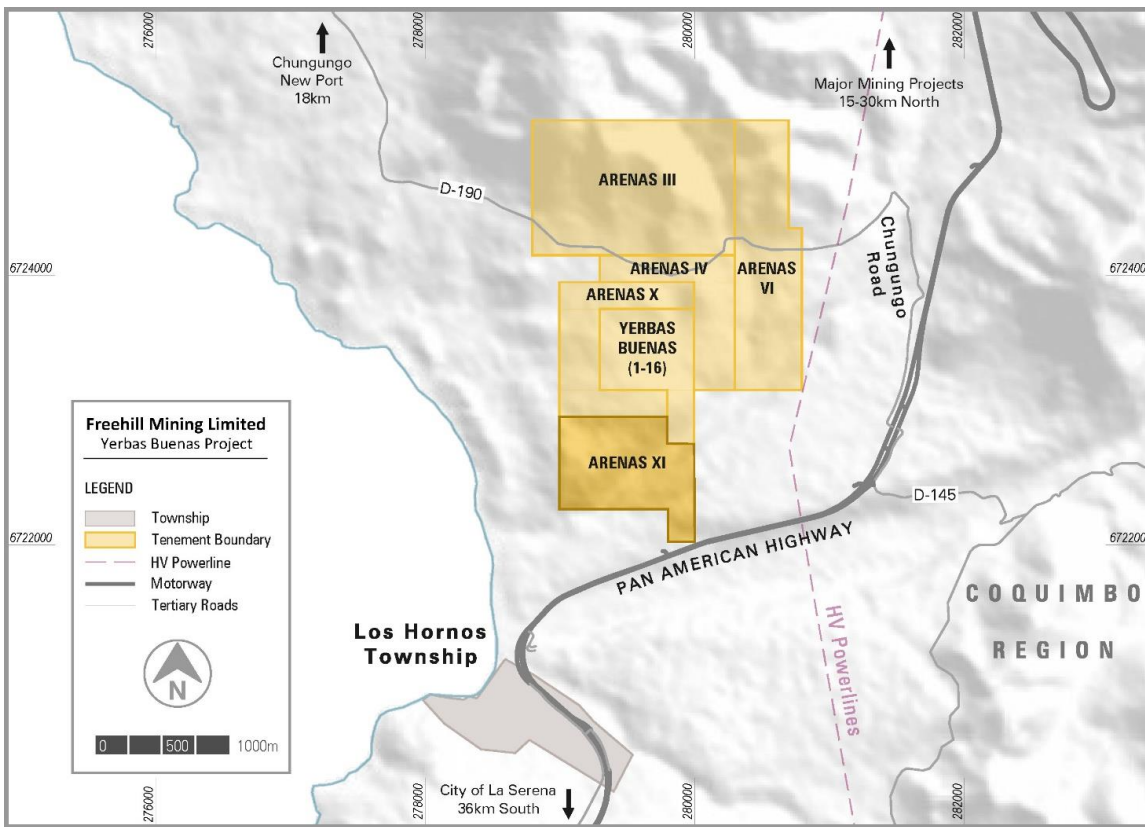 276000
278000
280000
282000
Chungungo
New Port
18km
Major Mining Projects
15-30km North
ARENAS III
D-190
Chungungo
Road
6724000
6724000
ARENAS IV
ARENAS
VI
ARENAS X
YERBAS
BUENAS
(1-16)
Freehill Mining Limited
Yerbas Buenas Project
LEGEND
Township
Tenement Boundary
HV Powerline
Motorway
Tertiary Roads
N
0 500 1000m
ARENAS XI
D-145
6722000
6722000
PAN AMERICAN HIGHWAY
COQUIMBO
REGION
HV Powerlines
Los Hornos
Township
City of La Serena
36km South
276000
278000
280000
282000